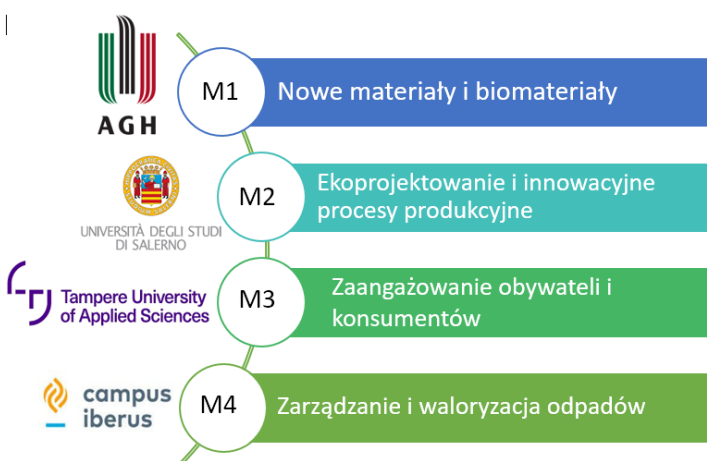 AGH
M1
Nowe materiały i biomateriały
UNIVERSITÀ DEGLI STUDI
DI SALERNO
M2
Ekoprojektowanie i innowacyjne
procesy produkcyjne
Tampere University
of Applied Sciences
M3
Zaangażowanie obywateli i
konsumentów
campus
iberus
M4
Zarządzanie i waloryzacja odpadów